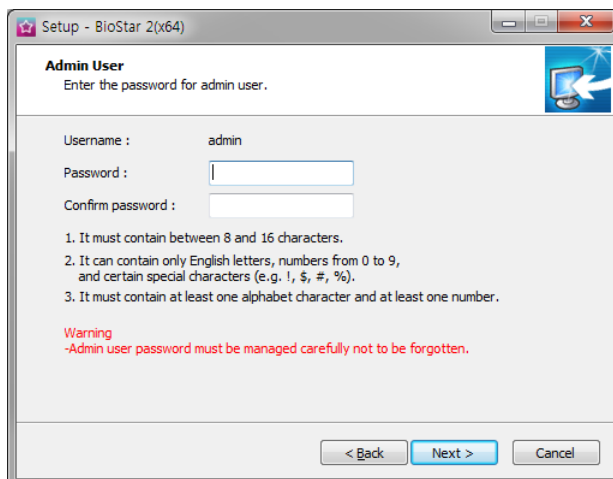 Setup - BioStar 2(x64)
Admin User
Enter the password for admin user.
Username : admin
Password :
Confirm password :
1. It must contain between 8 and 16 characters.
2. It can contain only English letters, numbers from 0 to 9,
and certain special characters (e.g. !, $, #, %).
3. It must contain at least one alphabet character and at least one number.
Warning
-Admin user password must be managed carefully not to be forgotten.
< Back Next > Cancel